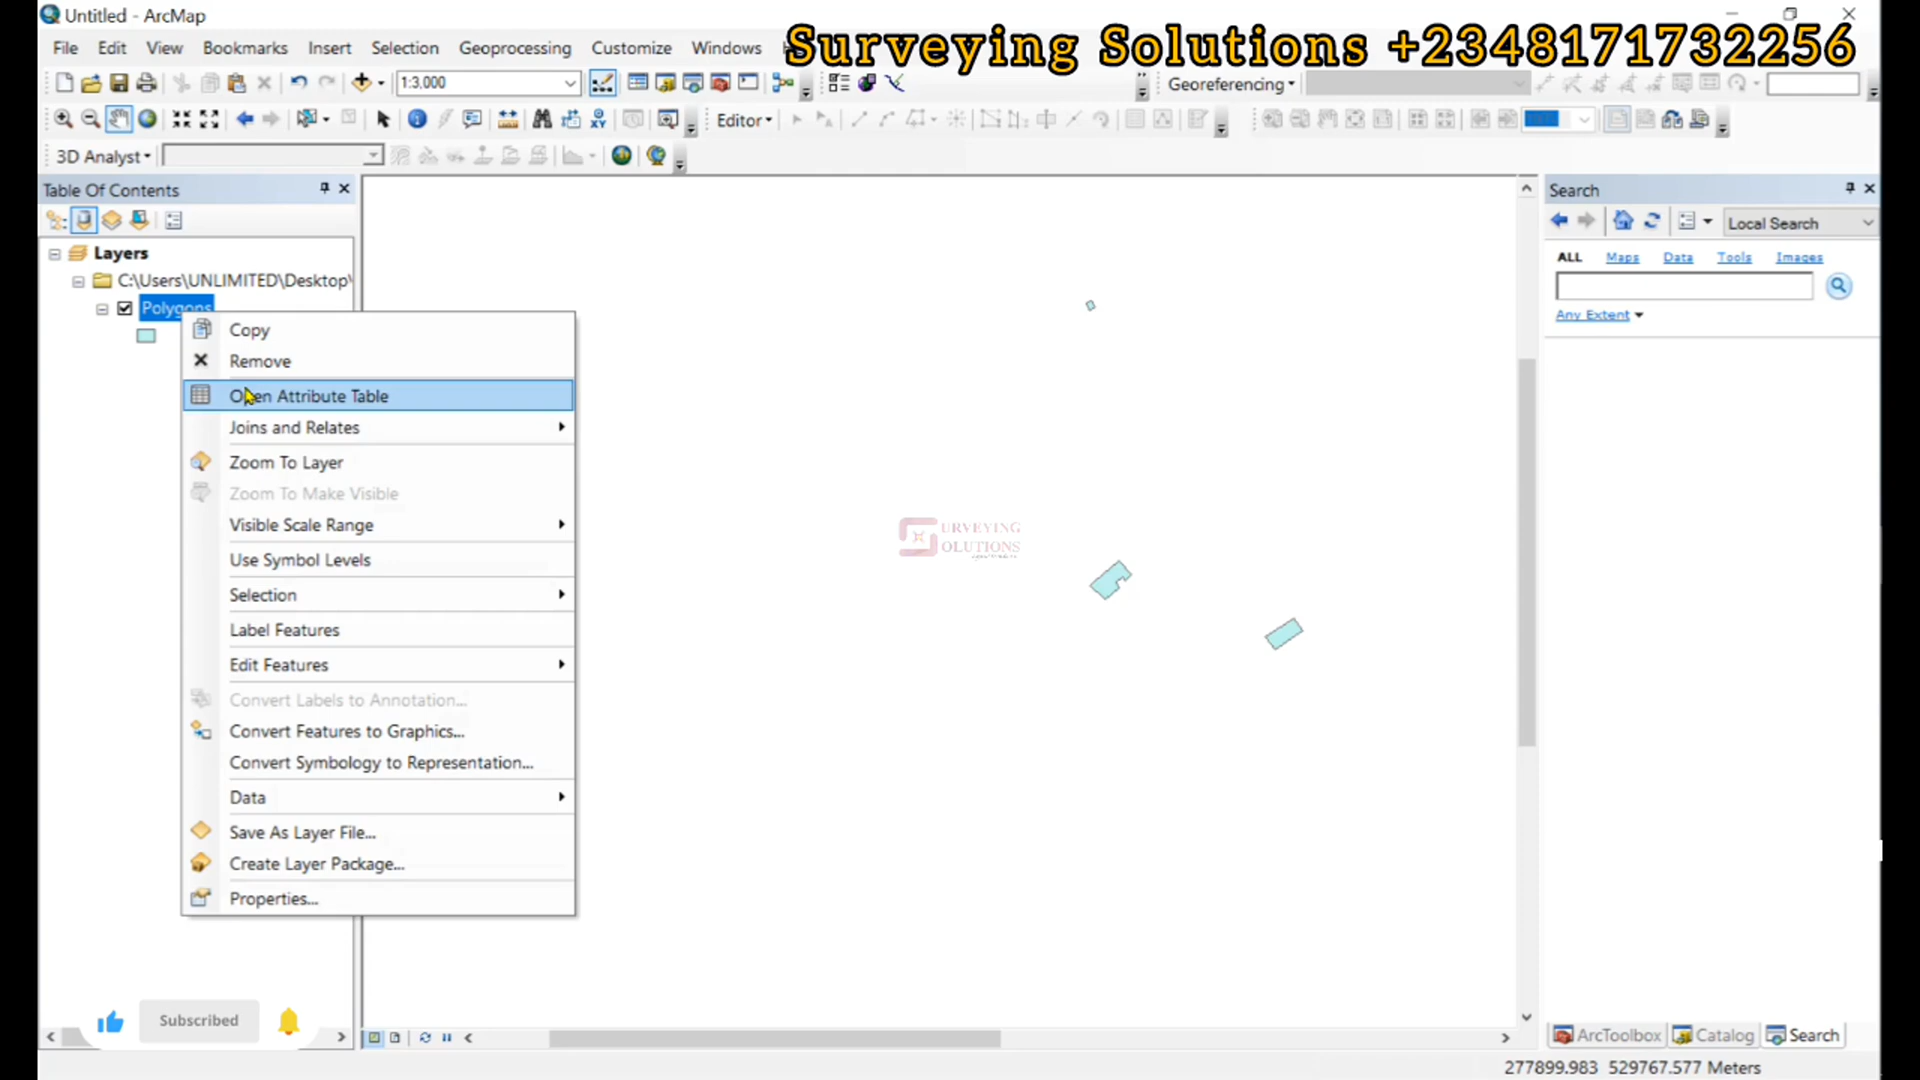 Untitled - ArcMap
Surveying Solutions +2348171732256
File Edit View Bookmarks Insert Selection Geoprocessing Customize Windows
1:3,000
Georeferencing
Editor
3D Analyst
Table Of Contents
Layers
C:\Users\UNLIMITED\Desktop\
Polygons
Copy
Remove
Open Attribute Table
Joins and Relates
Zoom To Layer
Zoom To Make Visible
Visible Scale Range
Use Symbol Levels
Selection
Label Features
Edit Features
Convert Labels to Annotation...
Convert Features to Graphics...
Convert Symbology to Representation...
Data
Save As Layer File...
Create Layer Package...
Properties...
URVEYING
OLUTIONS
Search
Local Search
ALL Maps Data Tools Images
Any Extent
Subscribed
ArcToolbox Catalog Search
277899.983 529767.577 Meters